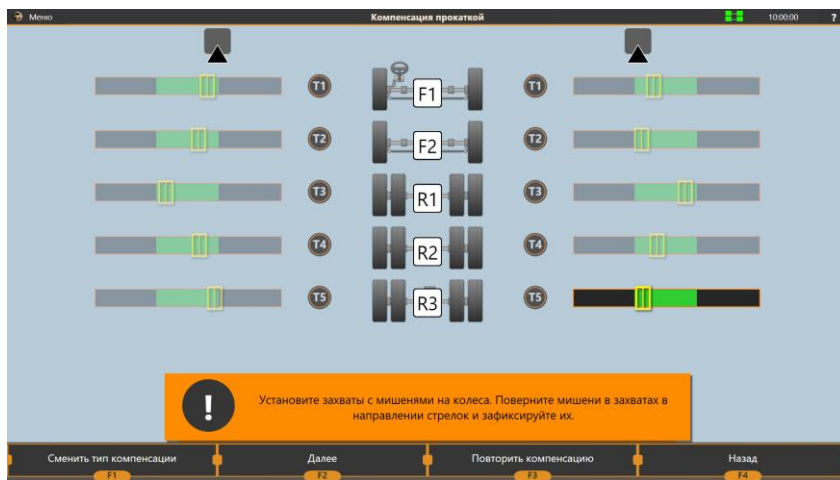 Меню Компенсация прокаткой 10:00:00 ?
T1 F1 T1
T2 F2 T2
T3 R1 T3
T4 R2 T4
T5 R3 T5
! Установите захваты с мишенями на колеса. Поверните мишени в захватах в
направлении стрелок и зафиксируйте их.
Сменить тип компенсации Далее Повторить компенсацию Назад
F1 F2 F3 F4